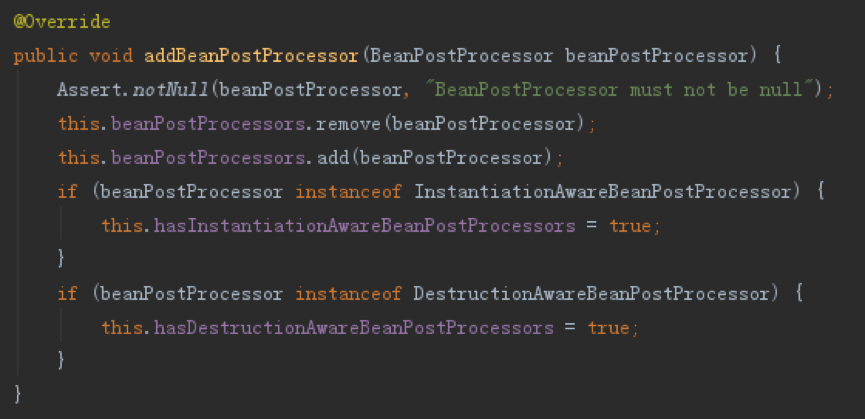 @Override
public void addBeanPostProcessor(BeanPostProcessor beanPostProcessor) {
    Assert.notNull(beanPostProcessor, "BeanPostProcessor must not be null");
    this.beanPostProcessors.remove(beanPostProcessor);
    this.beanPostProcessors.add(beanPostProcessor);
    if (beanPostProcessor instanceof InstantiationAwareBeanPostProcessor) {
        this.hasInstantiationAwareBeanPostProcessors = true;
    }
    if (beanPostProcessor instanceof DestructionAwareBeanPostProcessor) {
        this.hasDestructionAwareBeanPostProcessors = true;
    }
}